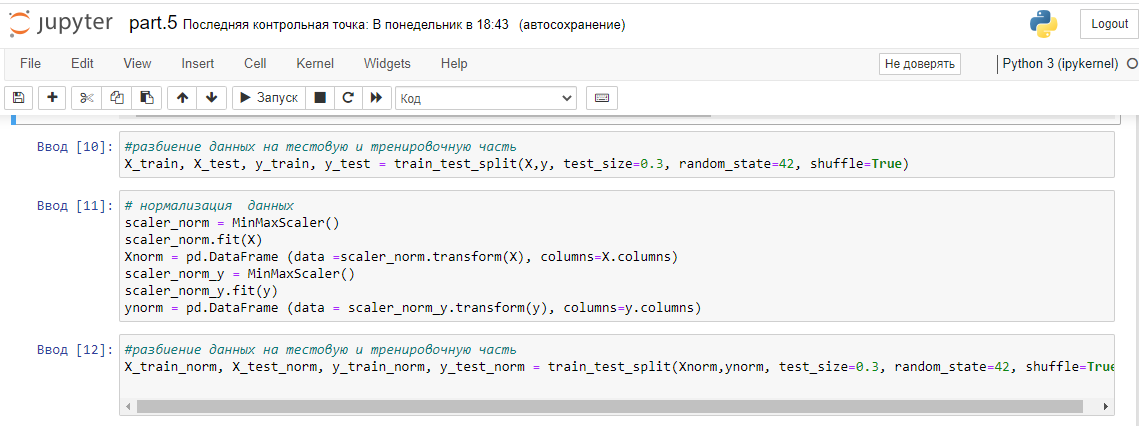 jupyter part.5 Последняя контрольная точка: В понедельник в 18:43 (автосохранение) Logout
File Edit View Insert Cell Kernel Widgets Help Не доверять Python 3 (ipykernel)
Запуск Код
Ввод [10]: #разбиение данных на тестовую и тренировочную часть
X_train, X_test, y_train, y_test = train_test_split(X,y, test_size=0.3, random_state=42, shuffle=True)
Ввод [11]: # нормализация  данных
scaler_norm = MinMaxScaler()
scaler_norm.fit(X)
Xnorm = pd.DataFrame (data =scaler_norm.transform(X), columns=X.columns)
scaler_norm_y = MinMaxScaler()
scaler_norm_y.fit(y)
ynorm = pd.DataFrame (data = scaler_norm_y.transform(y), columns=y.columns)
Ввод [12]: #разбиение данных на тестовую и тренировочную часть
X_train_norm, X_test_norm, y_train_norm, y_test_norm = train_test_split(Xnorm,ynorm, test_size=0.3, random_state=42, shuffle=True